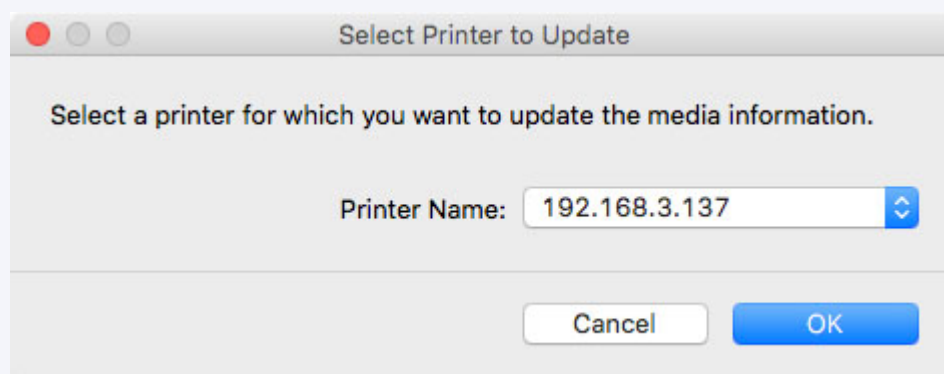 Select Printer to Update
Select a printer for which you want to update the media information.
Printer Name: 192.168.3.137
Cancel OK